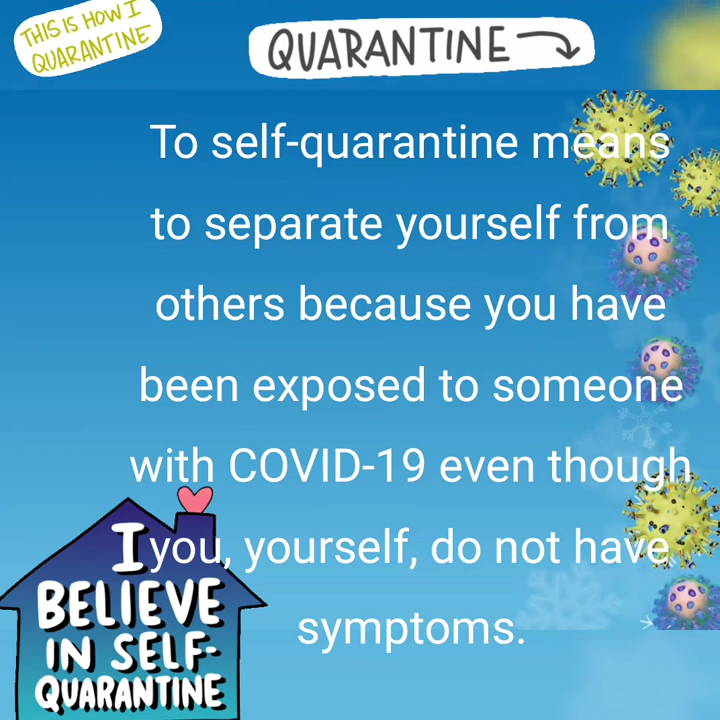 THIS IS HOW I
QUARANTINE
QUARANTINE
To self-quarantine means
to separate yourself from
others because you have
been exposed to someone
with COVID-19 even though
you, yourself, do not have
symptoms.
I
BELIEVE
IN SELF-
QUARANTINE